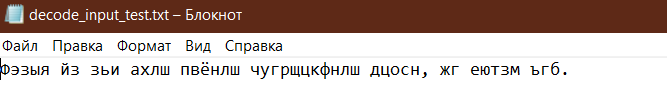 decode_input_test.txt – Блокнот
Файл Правка Формат Вид Справка
Фэзыя йз зьи ахлш пвёнлш чугрщцкфнлш дцосн, жг еютзм ъгб.